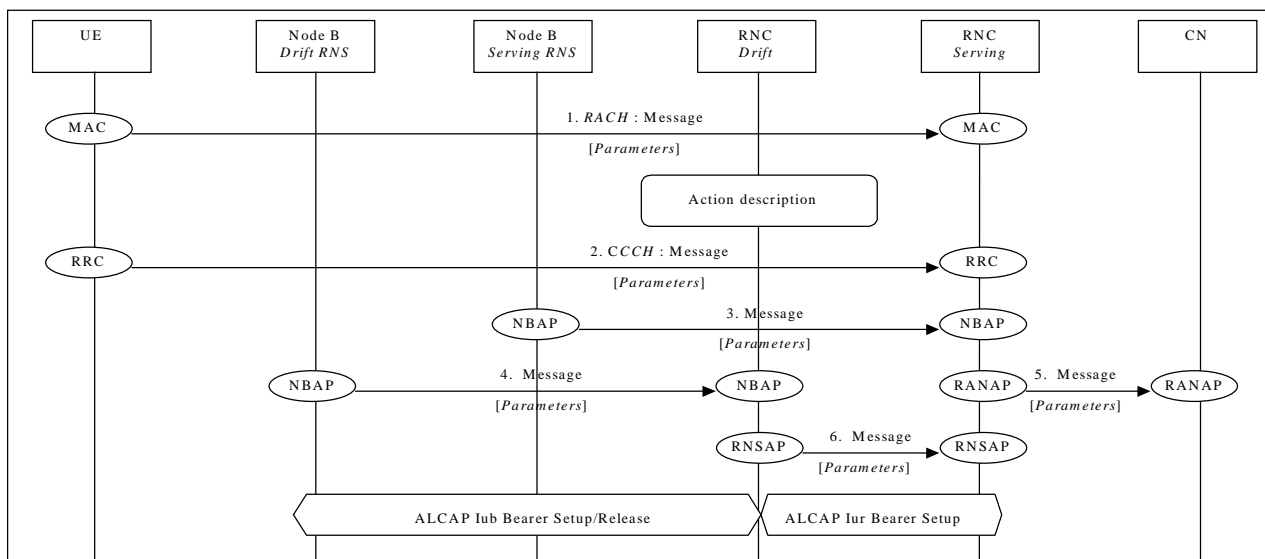 UE
Node B
Drift RNS
Node B
Serving RNS
RNC
Drift
RNC
Serving
CN
MAC
1. RACH : Message
MAC
[Parameters]
Action description
RRC
2. CCCH : Message
RRC
[Parameters]
NBAP
3. Message
NBAP
[Parameters]
NBAP
4. Message
NBAP
RANAP
5. Message
RANAP
[Parameters]
[Parameters]
RNSAP
6. Message
RNSAP
[Parameters]
ALCAP Iub Bearer Setup/Release
ALCAP Iur Bearer Setup